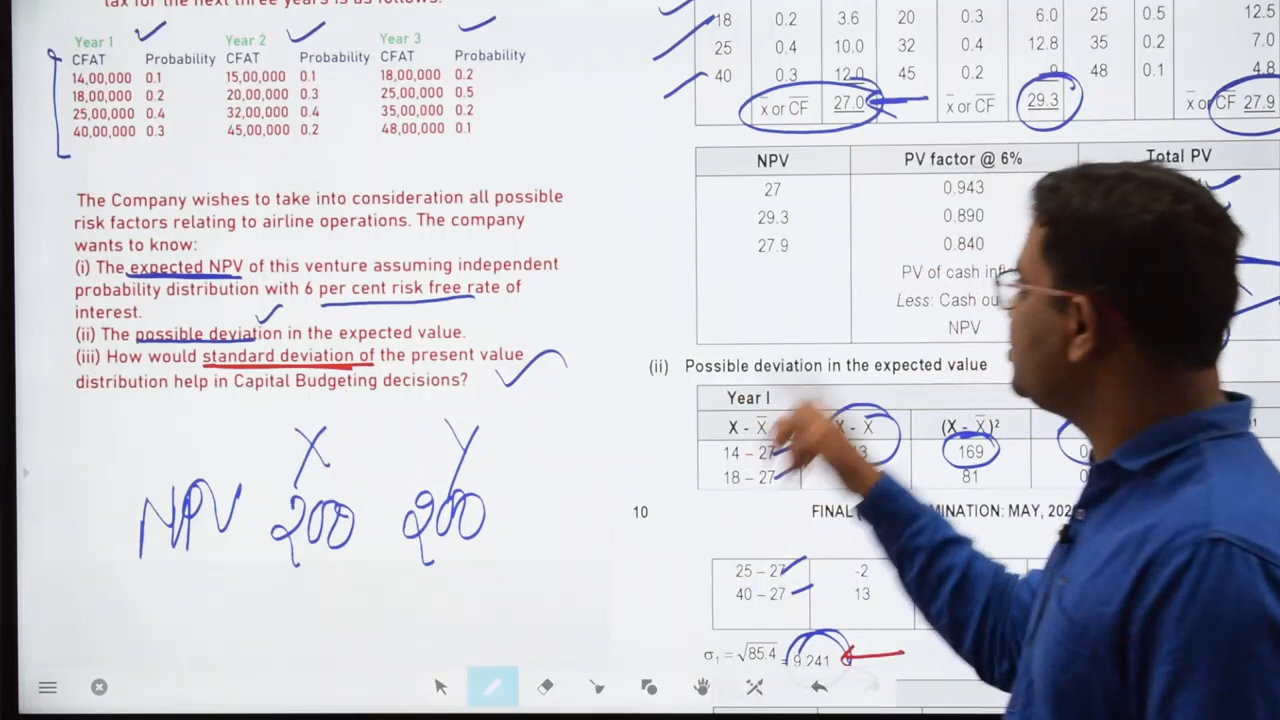 tax for the next three years is as follows:
Year 1 Year 2 Year 3
CFAT Probability CFAT Probability CFAT Probability
14,00,000 0.1 15,00,000 0.1 18,00,000 0.2
18,00,000 0.2 20,00,000 0.3 25,00,000 0.5
25,00,000 0.4 32,00,000 0.4 35,00,000 0.2
40,00,000 0.3 45,00,000 0.2 48,00,000 0.1
The Company wishes to take into consideration all possible
risk factors relating to airline operations. The company
wants to know:
(i) The expected NPV of this venture assuming independent
probability distribution with 6 per cent risk free rate of
interest.
(ii) The possible deviation in the expected value.
(iii) How would standard deviation of the present value
distribution help in Capital Budgeting decisions?
X Y
NPV 200 200
18 0.2 3.6 20 0.3 6.0 25 0.5 12.5
25 0.4 10.0 32 0.4 12.8 35 0.2 7.0
40 0.3 12.0 45 0.2 9 48 0.1 4.8
x or CF 27.0 x or CF 29.3 x or CF 27.9
NPV PV factor @ 6% Total PV
27 0.943
29.3 0.890
27.9 0.840
PV of cash
Less: Cash
NPV
(ii) Possible deviation in the expected value
Year I
X - X̅ X - X̅ (X - X̅)²
14 – 27 169
18 – 27 81
10 FINAL MAY,
25 – 27 -2
40 – 27 13
σ₁ = √85.4 = 9.241